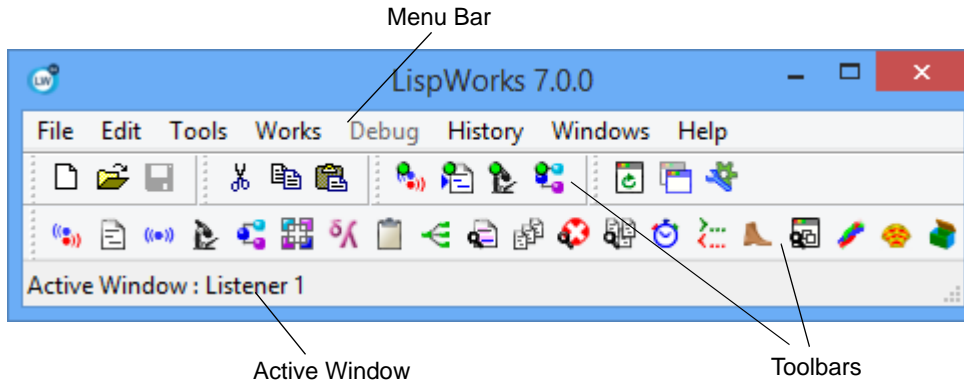 Menu Bar
LW
LispWorks 7.0.0
File Edit Tools Works Debug History Windows Help
Active Window : Listener 1
Active Window
Toolbars